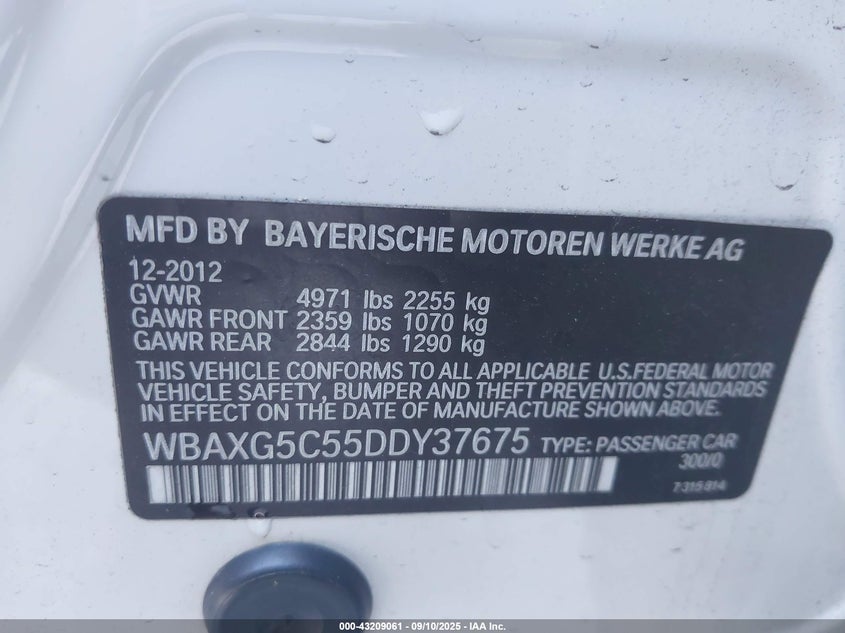 MFD BY BAYERISCHE MOTOREN WERKE AG
12-2012
GVWR 4971 lbs 2255 kg
GAWR FRONT 2359 lbs 1070 kg
GAWR REAR 2844 lbs 1290 kg
THIS VEHICLE CONFORMS TO ALL APPLICABLE U.S.FEDERAL MOTOR
VEHICLE SAFETY, BUMPER AND THEFT PREVENTION STANDARDS
IN EFFECT ON THE DATE OF MANUFACTURE SHOWN ABOVE.
WBAXG5C55DDY37675 TYPE: PASSENGER CAR
300/0
7 315 814
000-43209061 - 09/10/2025 - IAA Inc.